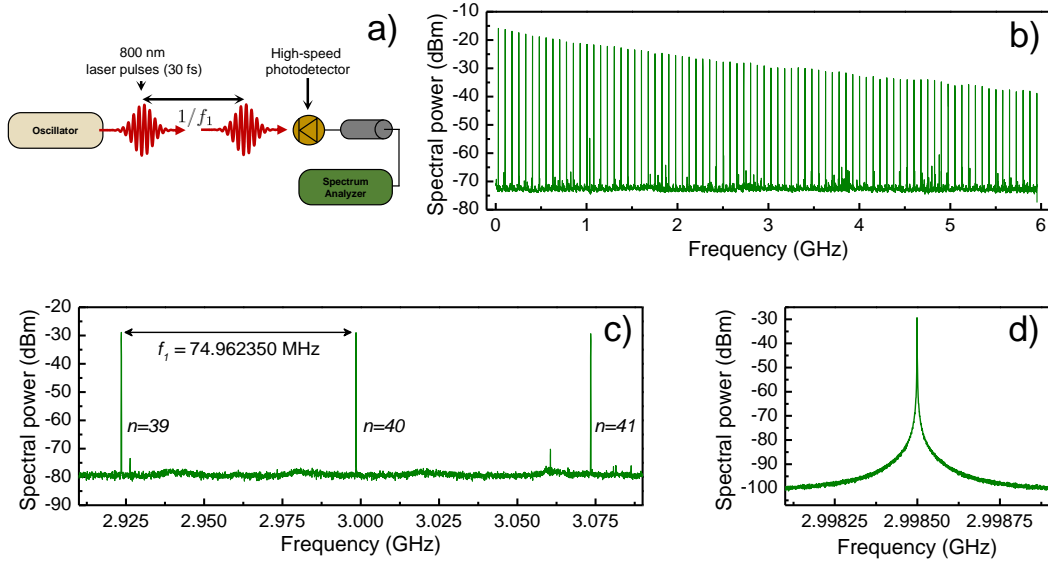 a)
800 nm
laser pulses (30 fs)
High-speed
photodetector
Oscillator
1/f₁
Spectrum
Analyzer
b)
Spectral power (dBm)
-10
-20
-30
-40
-50
-60
-70
-80
0 1 2 3 4 5 6
Frequency (GHz)
c)
Spectral power (dBm)
-20
-30
-40
-50
-60
-70
-80
-90
f₁ = 74.962350 MHz
n=39
n=40
n=41
2.925 2.950 2.975 3.000 3.025 3.050 3.075
Frequency (GHz)
d)
Spectral power (dBm)
-30
-40
-50
-60
-70
-80
-90
-100
2.99825 2.99850 2.99875
Frequency (GHz)